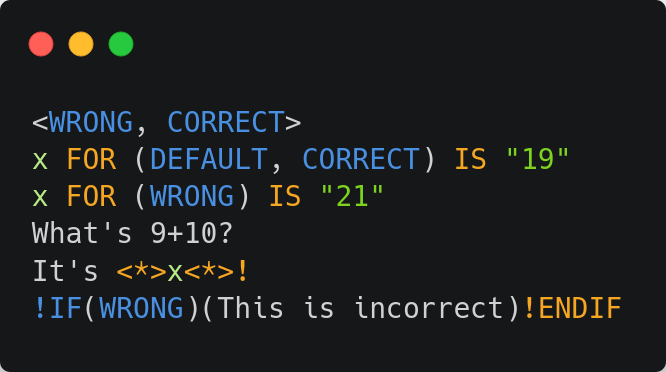 <WRONG, CORRECT>
x FOR (DEFAULT, CORRECT) IS "19"
x FOR (WRONG) IS "21"
What's 9+10?
It's <*>x<*>!
!IF(WRONG)(This is incorrect)!ENDIF